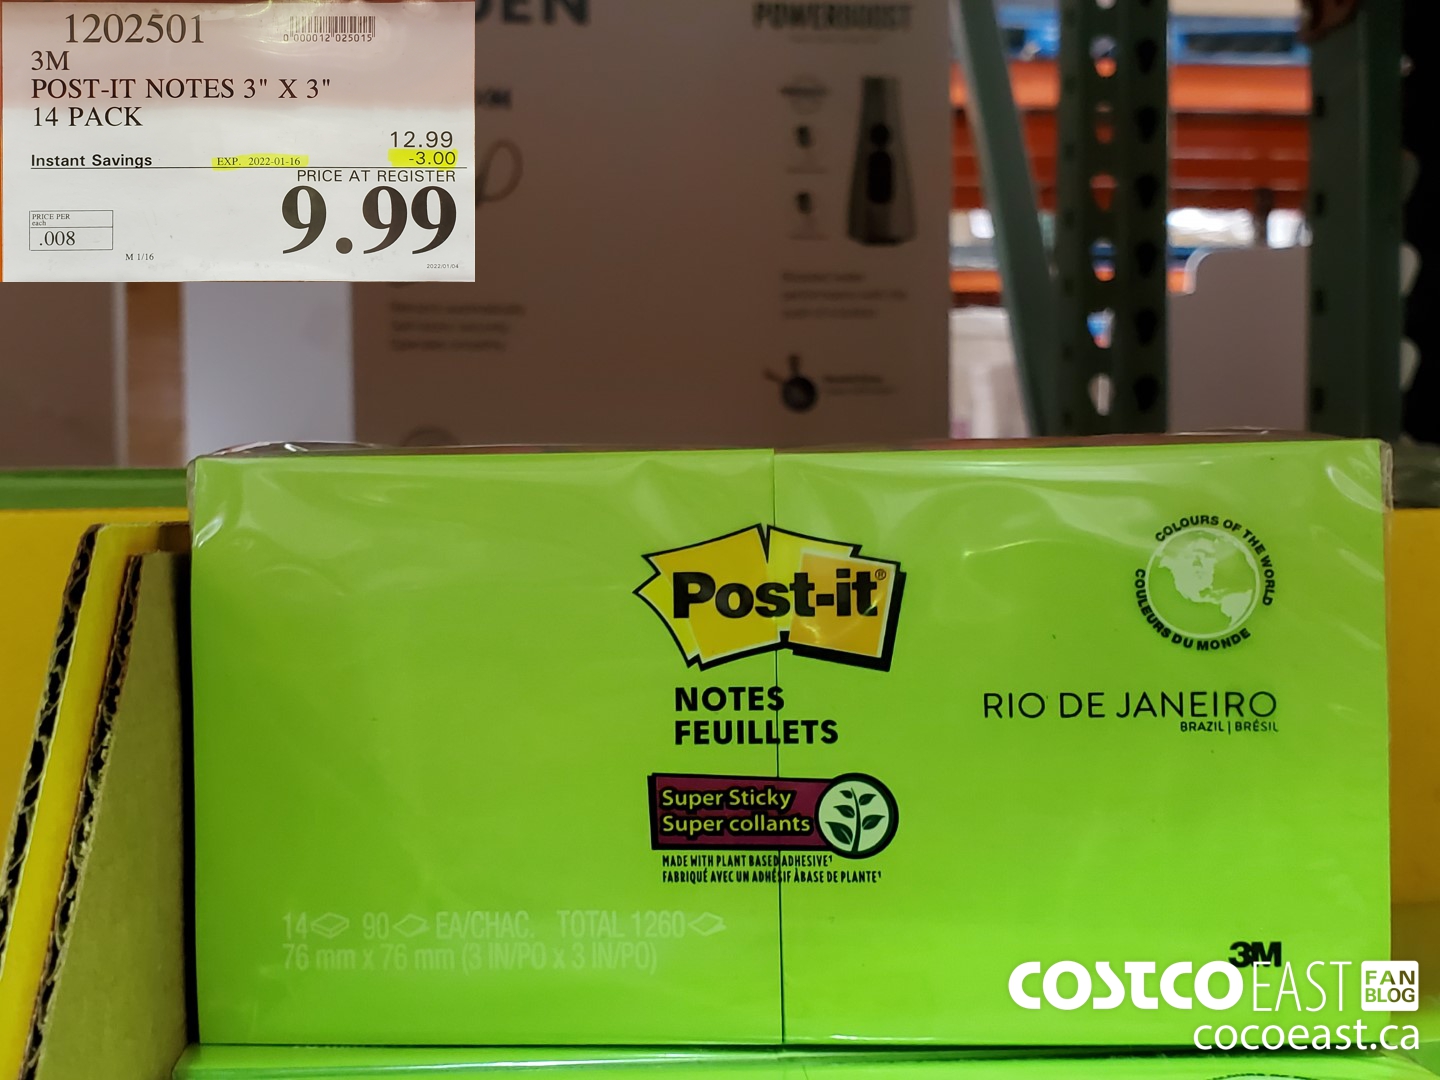 1202501
0 000012 025015
3M
POST-IT NOTES 3" X 3"
14 PACK
12.99
Instant Savings EXP. 2022-01-16 -3.00
PRICE AT REGISTER
9.99
PRICE PER
each
.008
M 1/16
2022/01/04
DEN
POWERBOOST
COLOURS OF THE WORLD
COULEURS DU MONDE
Post-it®
NOTES
FEUILLETS
RIO DE JANEIRO
BRAZIL | BRÉSIL
Super Sticky
Super collants
MADE WITH PLANT BASED ADHESIVE¹
FABRIQUÉ AVEC UN ADHÉSIF À BASE DE PLANTE¹
14 90 EA/CHAC. TOTAL 1260
76 mm x 76 mm (3 IN/PO x 3 IN/PO)
3M
COSTCO EAST FAN BLOG
cocoeast.ca